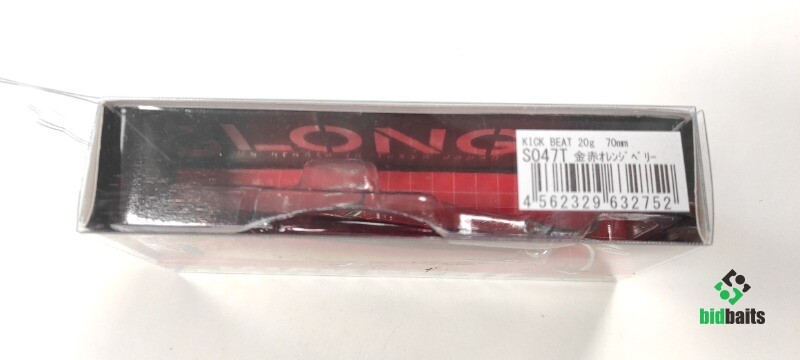 LONG
KICK BEAT 20g 70mm
S047T 金赤オレンジベリー
4 562329 632752
bidbaits